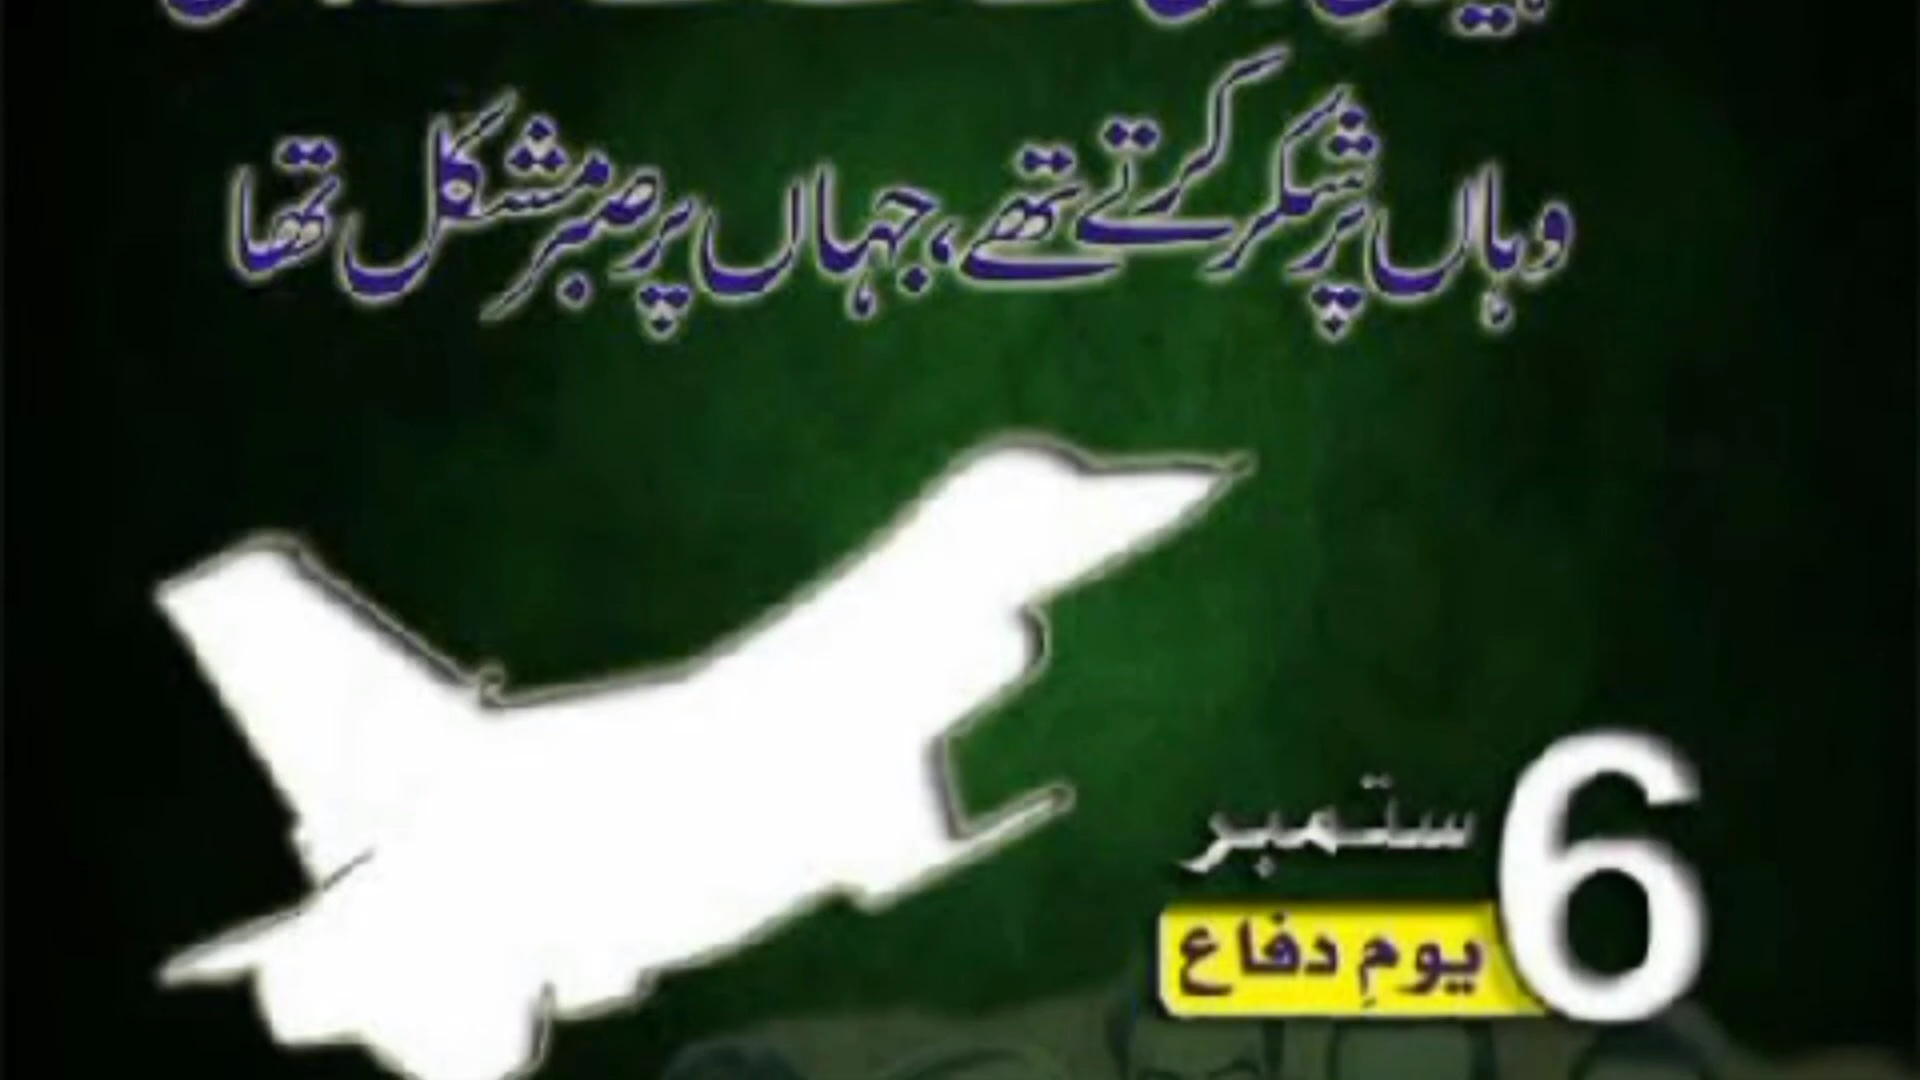 وہاں پر شکر کرتے تھے، جہاں پر صبر مشکل تھا
6 ستمبر
یومِ دفاع